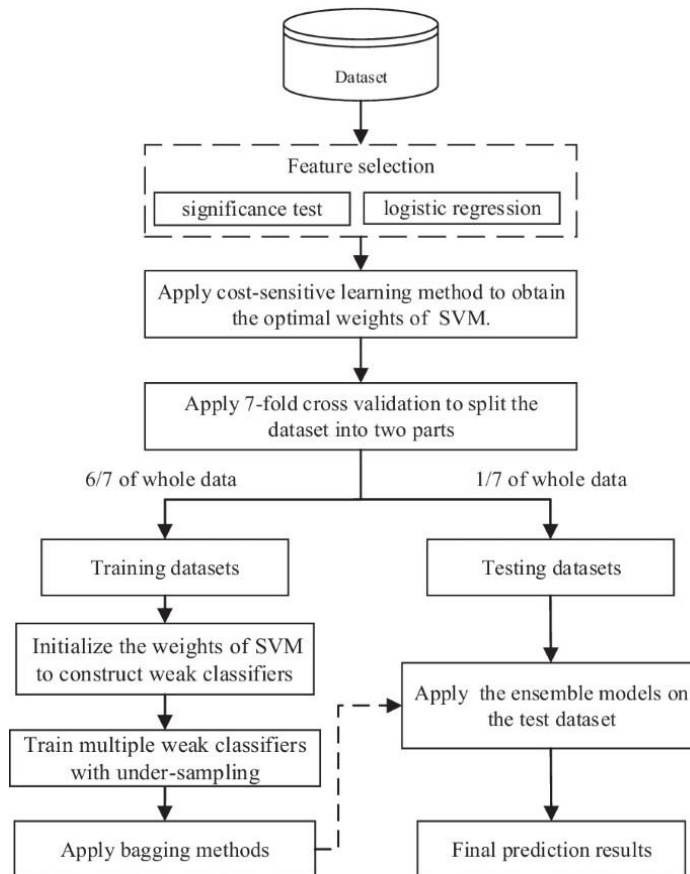 Dataset
Feature selection
significance test
logistic regression
Apply cost-sensitive learning method to obtain
the optimal weights of SVM.
Apply 7-fold cross validation to split the
dataset into two parts
6/7 of whole data
1/7 of whole data
Training datasets
Testing datasets
Initialize the weights of SVM
to construct weak classifiers
Apply the ensemble models on
the test dataset
Train multiple weak classifiers
with under-sampling
Apply bagging methods
Final prediction results